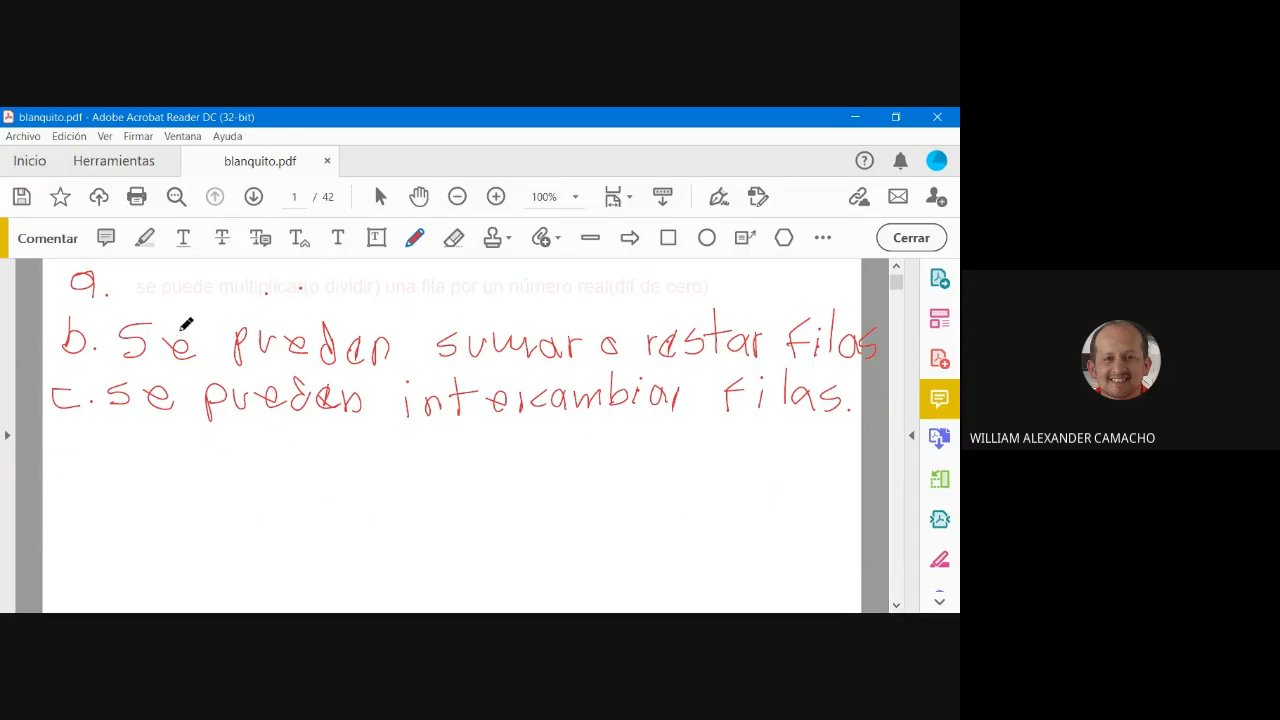 blanquito.pdf - Adobe Acrobat Reader DC (32-bit)
Archivo Edición Ver Firmar Ventana Ayuda
Inicio Herramientas blanquito.pdf ×
1 / 42 100%
Comentar Cerrar
a. se puede multiplicar(o dividir) una fila por un número real(dif de cero)
b. Se pueden sumar o restar filas
c. se pueden intercambiar filas.
WILLIAM ALEXANDER CAMACHO